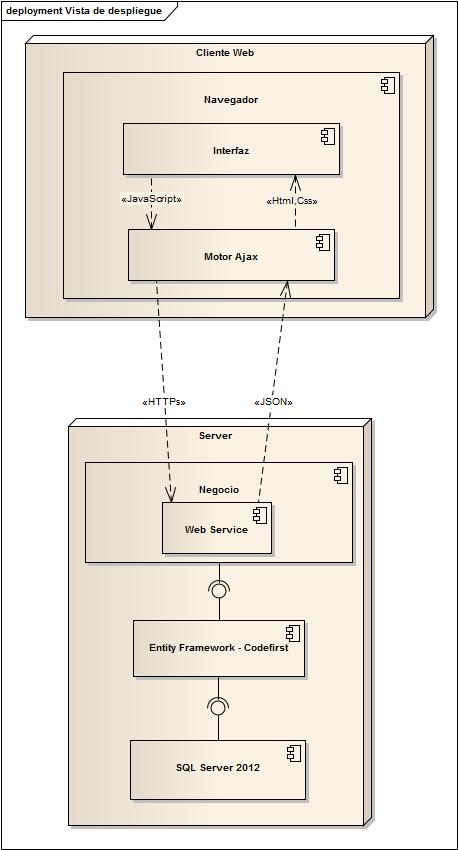 deployment Vista de despliegue
Cliente Web
Navegador
Interfaz
«JavaScript»
«Html,Css»
Motor Ajax
«HTTPs»
«JSON»
Server
Negocio
Web Service
Entity Framework - Codefirst
SQL Server 2012